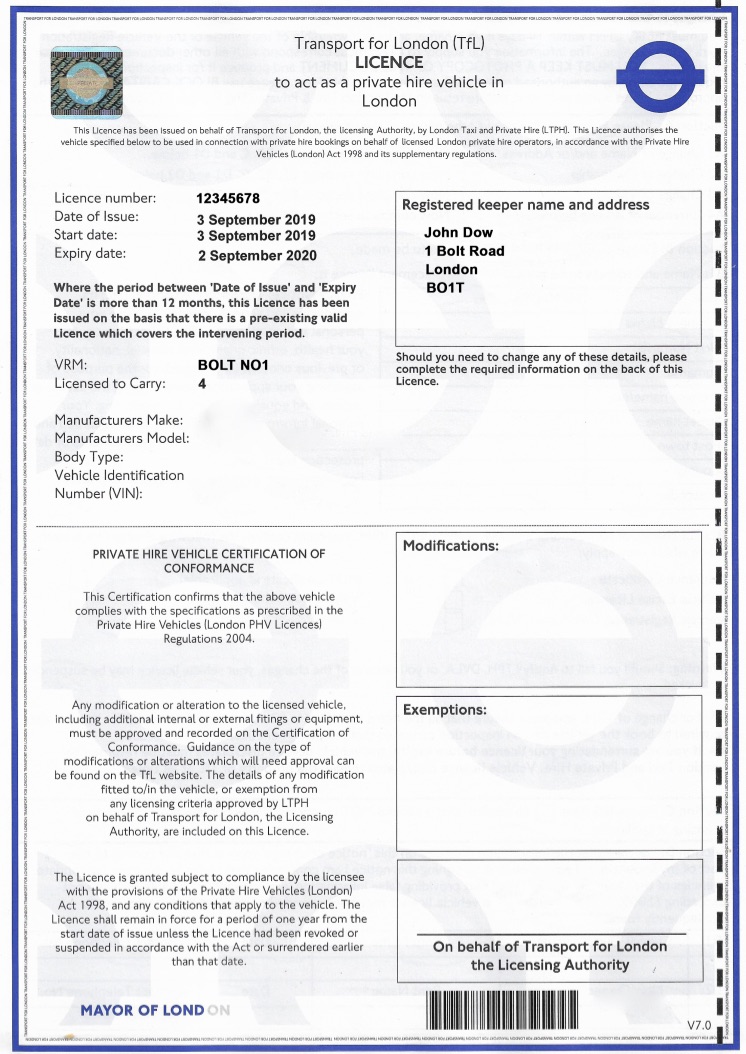 Transport for London (TfL)
LICENCE
to act as a private hire vehicle in
London
This Licence has been issued on behalf of Transport for London, the licensing Authority, by London Taxi and Private Hire (LTPH). This Licence authorises the
vehicle specified below to be used in connection with private hire bookings on behalf of licensed London private hire operators, in accordance with the Private Hire
Vehicles (London) Act 1998 and its supplementary regulations.
Licence number: 12345678
Date of Issue: 3 September 2019
Start date: 3 September 2019
Expiry date: 2 September 2020
Where the period between 'Date of Issue' and 'Expiry
Date' is more than 12 months, this Licence has been
issued on the basis that there is a pre-existing valid
Licence which covers the intervening period.
VRM: BOLT NO1
Licensed to Carry: 4
Manufacturers Make:
Manufacturers Model:
Body Type:
Vehicle Identification
Number (VIN):
Registered keeper name and address
John Dow
1 Bolt Road
London
BO1T
Should you need to change any of these details, please
complete the required information on the back of this
Licence.
PRIVATE HIRE VEHICLE CERTIFICATION OF
CONFORMANCE
This Certification confirms that the above vehicle
complies with the specifications as prescribed in the
Private Hire Vehicles (London PHV Licences)
Regulations 2004.
Any modification or alteration to the licensed vehicle,
including additional internal or external fitings or equipment,
must be approved and recorded on the Certification of
Conformance. Guidance on the type of
modifications or alterations which will need approval can
be found on the TfL website. The details of any modification
fitted to/in the vehicle, or exemption from
any licensing criteria approved by LTPH
on behalf of Transport for London, the Licensing
Authority, are included on this Licence.
The Licence is granted subject to compliance by the licensee
with the provisions of the Private Hire Vehicles (London)
Act 1998, and any conditions that apply to the vehicle. The
Licence shall remain in force for a period of one year from the
start date of issue unless the Licence had been revoked or
suspended in accordance with the Act or surrendered earlier
than that date.
Modifications:
Exemptions:
On behalf of Transport for London
the Licensing Authority
MAYOR OF LONDON
V7.0